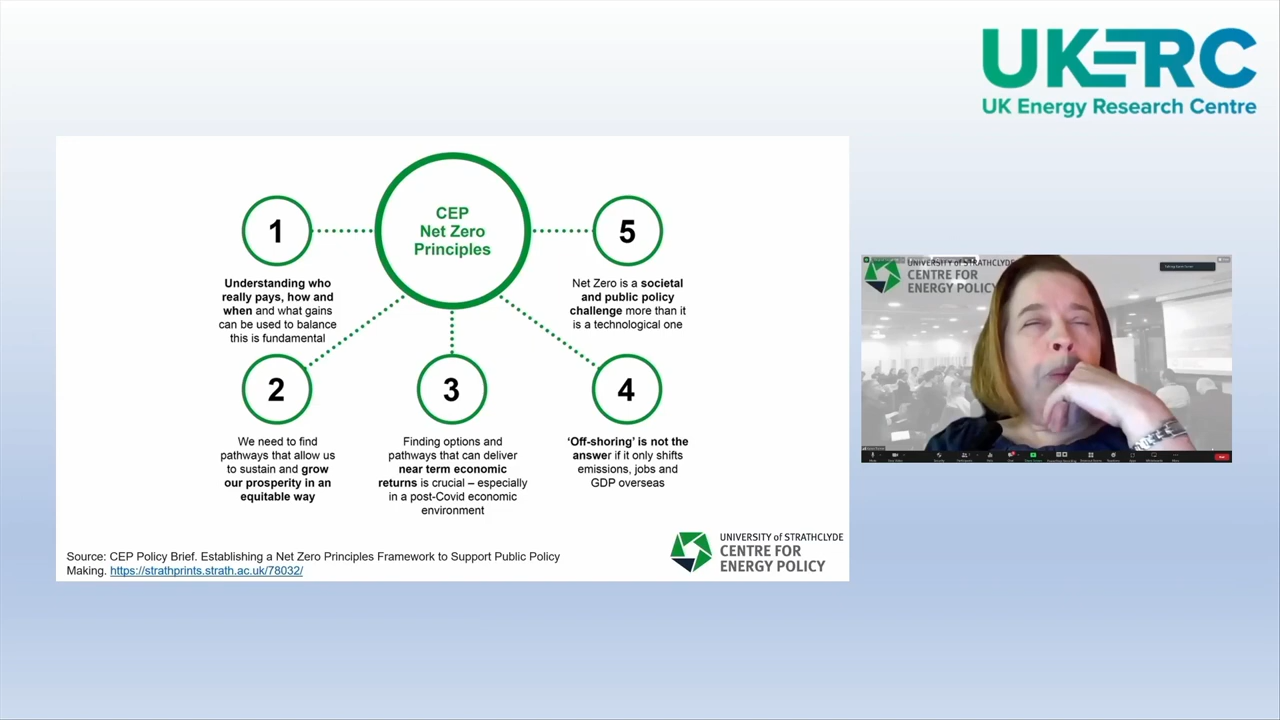 UKERC
UK Energy Research Centre
CEP
Net Zero
Principles
1
Understanding who
really pays, how and
when and what gains
can be used to balance
this is fundamental
2
We need to find
pathways that allow us
to sustain and grow
our prosperity in an
equitable way
3
Finding options and
pathways that can deliver
near term economic
returns is crucial – especially
in a post-Covid economic
environment
4
‘Off-shoring’ is not the
answer if it only shifts
emissions, jobs and
GDP overseas
5
Net Zero is a societal
and public policy
challenge more than it
is a technological one
Source: CEP Policy Brief. Establishing a Net Zero Principles Framework to Support Public Policy
Making. https://strathprints.strath.ac.uk/78032/
UNIVERSITY of STRATHCLYDE
CENTRE FOR
ENERGY POLICY
UNIVERSITY of STRATHCLYDE
CENTRE FOR
ENERGY POLICY